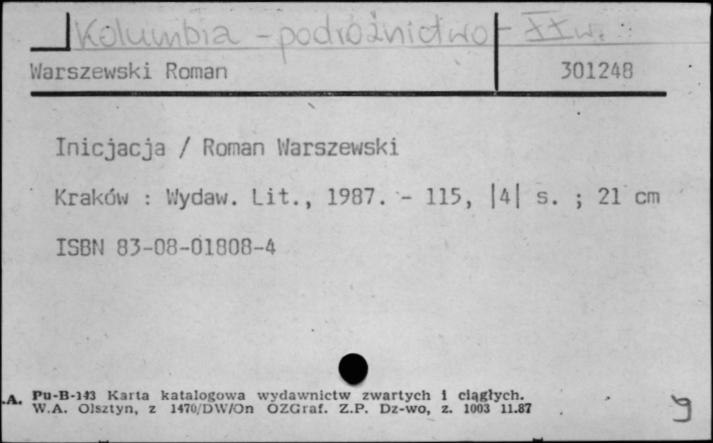 Kolumbia - podróżnictwo - XX w.
Warszewski Roman 301248
Inicjacja / Roman Warszewski
Kraków : Wydaw. Lit., 1987. - 115, |4| s. ; 21 cm
ISBN 83-08-01808-4
.A. Pu-B-143 Karta katalogowa wydawnictw zwartych i ciągłych.
W.A. Olsztyn, z 1470/DW/On OZGraf. Z.P. Dz-wo, z. 1003 11.87